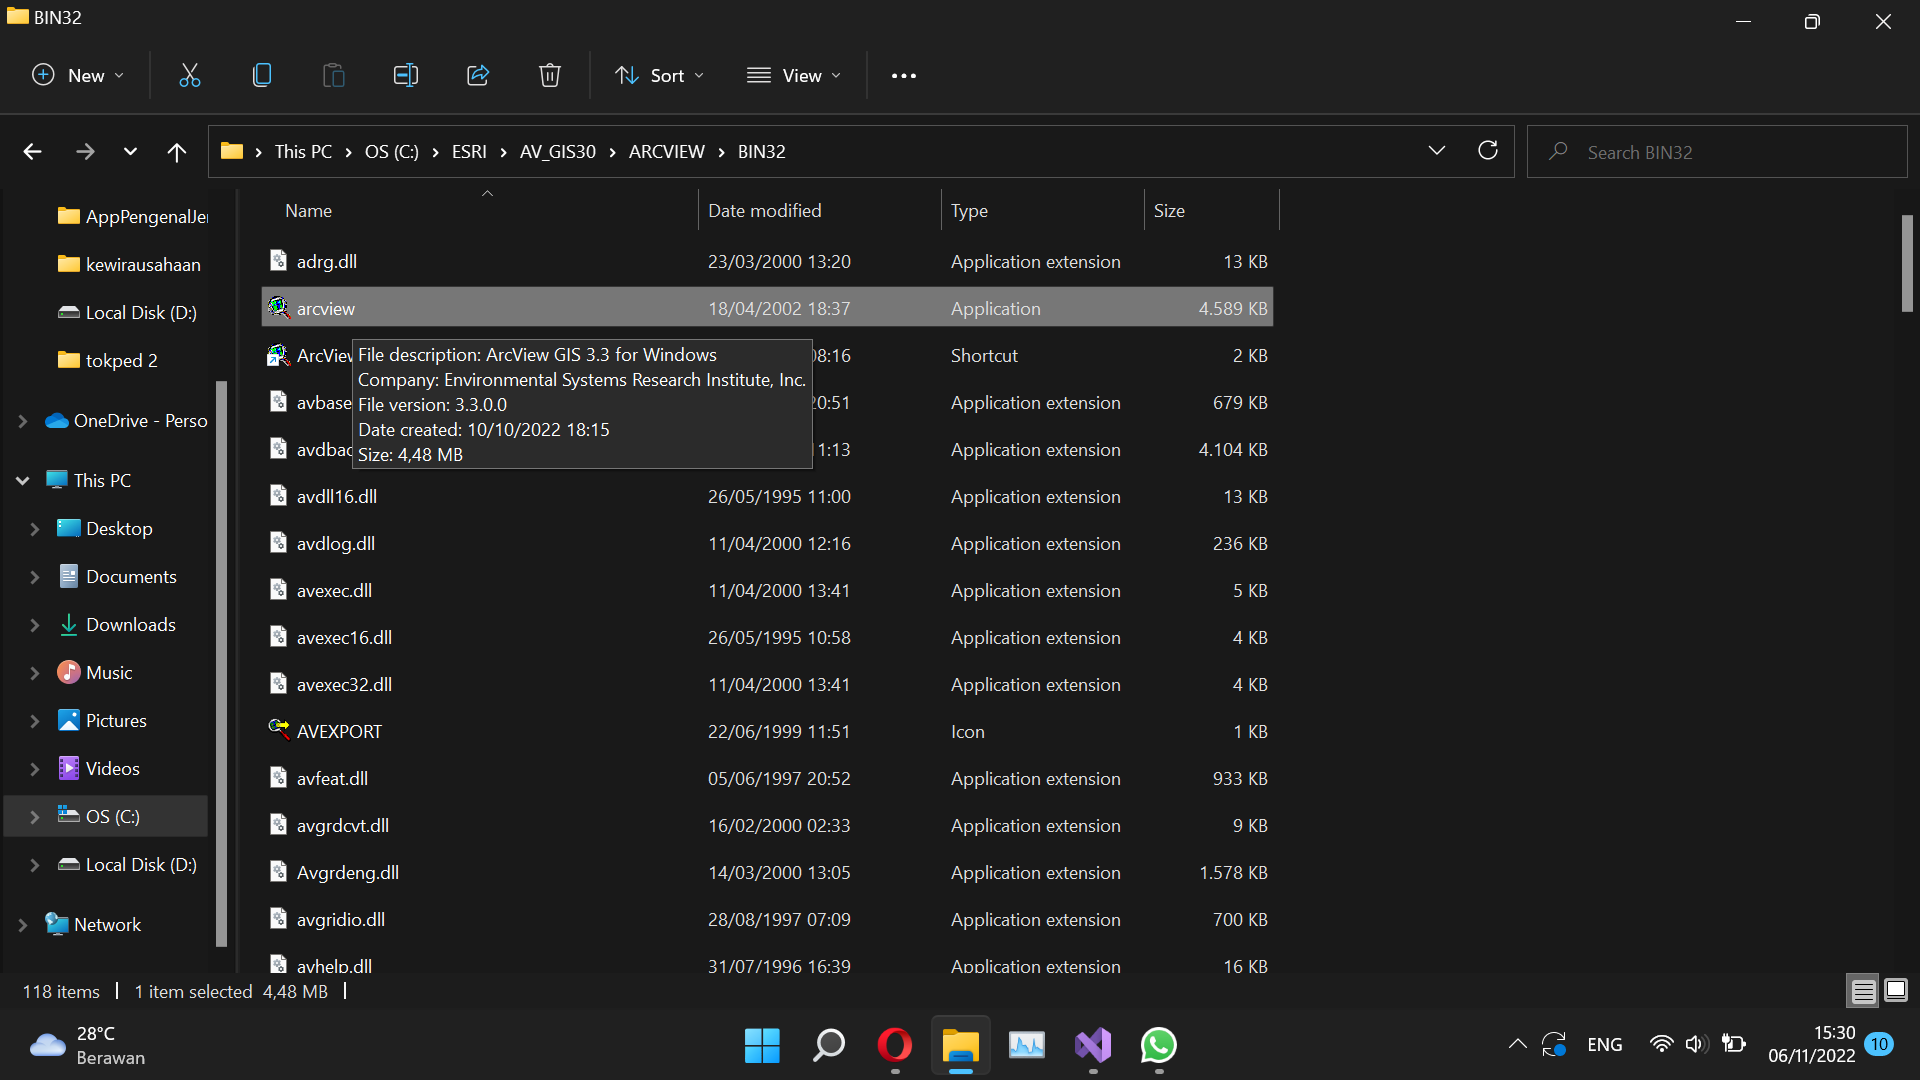 BIN32
New
Sort
View
This PC > OS (C:) > ESRI > AV_GIS30 > ARCVIEW > BIN32
Search BIN32
AppPengenalJe
kewirausahaan
Local Disk (D:)
tokped 2
OneDrive - Perso
This PC
Desktop
Documents
Downloads
Music
Pictures
Videos
OS (C:)
Local Disk (D:)
Network
Name Date modified Type Size
adrg.dll 23/03/2000 13:20 Application extension 13 KB
arcview 18/04/2002 18:37 Application 4.589 KB
ArcView 08:16 Shortcut 2 KB
avbase 20:51 Application extension 679 KB
avdbac 1:13 Application extension 4.104 KB
File description: ArcView GIS 3.3 for Windows
Company: Environmental Systems Research Institute, Inc.
File version: 3.3.0.0
Date created: 10/10/2022 18:15
Size: 4,48 MB
avdll16.dll 26/05/1995 11:00 Application extension 13 KB
avdlog.dll 11/04/2000 12:16 Application extension 236 KB
avexec.dll 11/04/2000 13:41 Application extension 5 KB
avexec16.dll 26/05/1995 10:58 Application extension 4 KB
avexec32.dll 11/04/2000 13:41 Application extension 4 KB
AVEXPORT 22/06/1999 11:51 Icon 1 KB
avfeat.dll 05/06/1997 20:52 Application extension 933 KB
avgrdcvt.dll 16/02/2000 02:33 Application extension 9 KB
Avgrdeng.dll 14/03/2000 13:05 Application extension 1.578 KB
avgridio.dll 28/08/1997 07:09 Application extension 700 KB
avhelp.dll 31/07/1996 16:39 Application extension 16 KB
118 items 1 item selected 4,48 MB
28°C
Berawan
ENG
15:30
06/11/2022
10